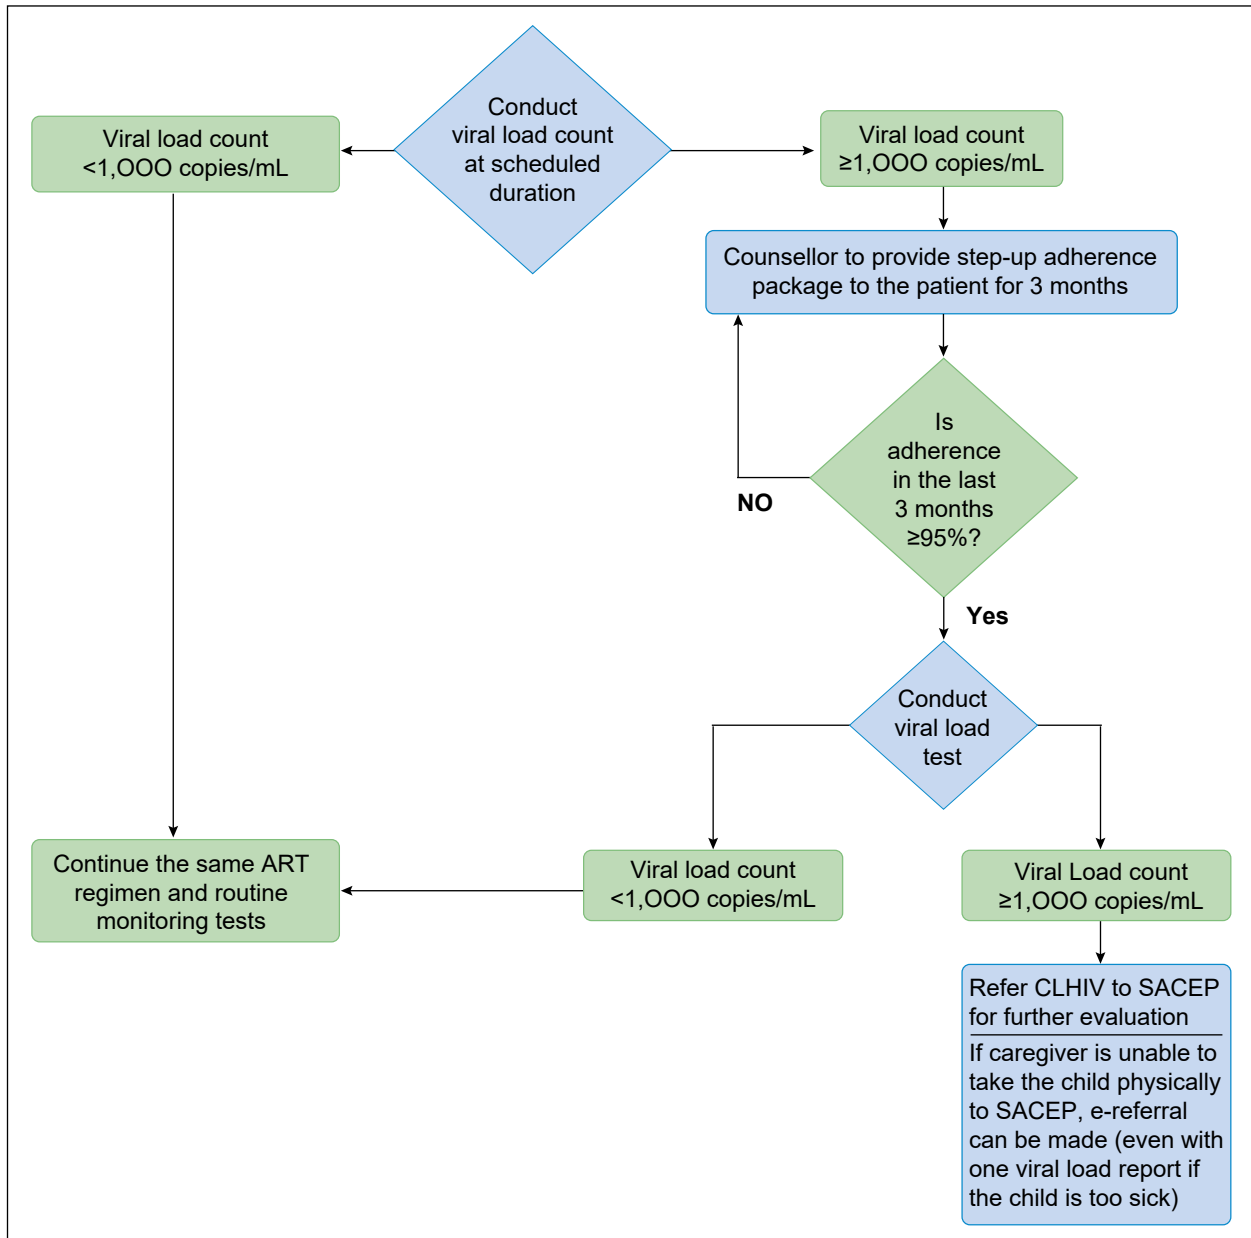 Conduct
viral load count
at scheduled
duration
Viral load count
<1,OOO copies/mL
Viral load count
≥1,OOO copies/mL
Counsellor to provide step-up adherence
package to the patient for 3 months
Is
adherence
in the last
3 months
≥95%?
NO
Yes
Conduct
viral load
test
Viral load count
<1,OOO copies/mL
Viral Load count
≥1,OOO copies/mL
Continue the same ART
regimen and routine
monitoring tests
Refer CLHIV to SACEP
for further evaluation
If caregiver is unable to
take the child physically
to SACEP, e-referral
can be made (even with
one viral load report if
the child is too sick)